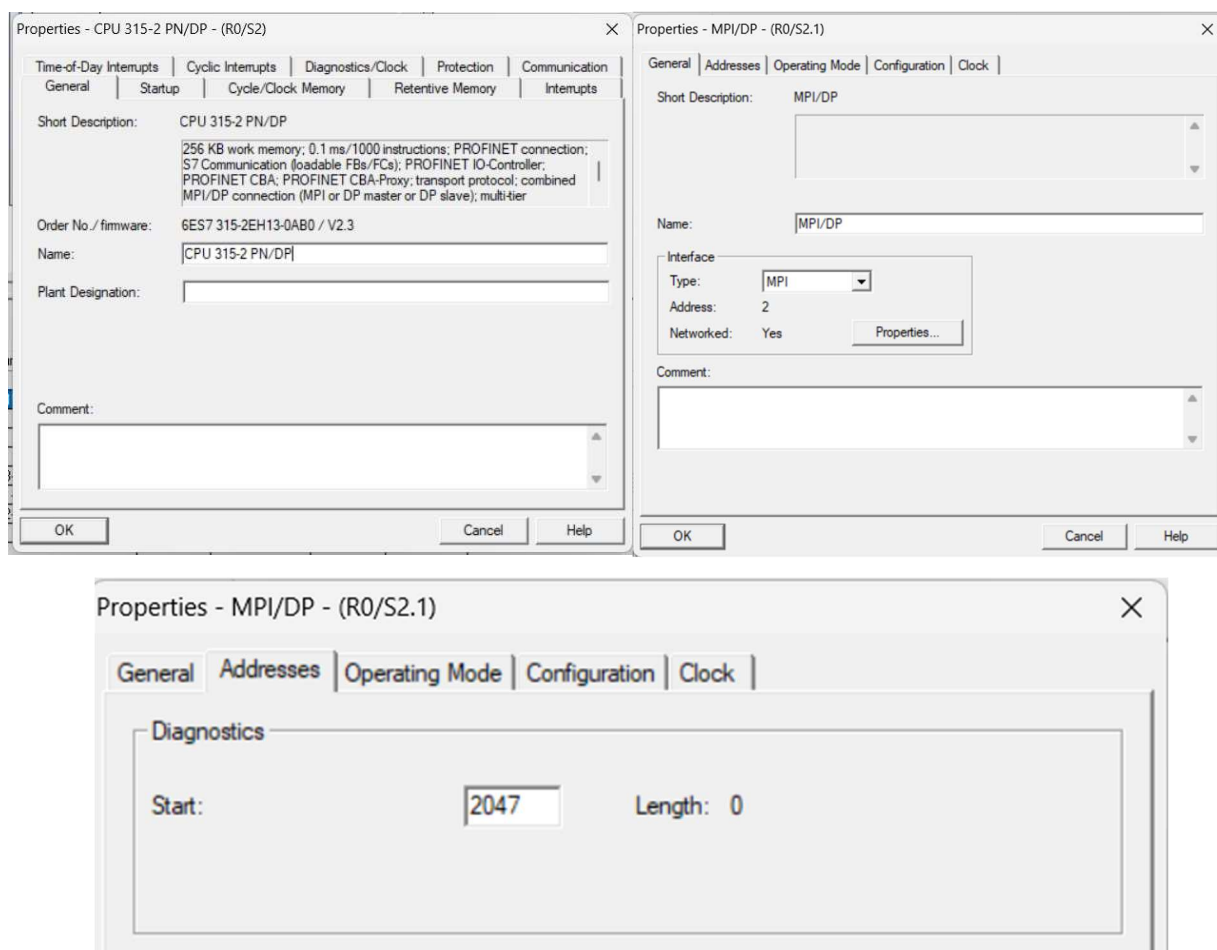 Properties - CPU 315-2 PN/DP - (R0/S2)
Time-of-Day Interrupts Cyclic Interrupts Diagnostics/Clock Protection Communication
General Startup Cycle/Clock Memory Retentive Memory Interrupts
Short Description: CPU 315-2 PN/DP
256 KB work memory; 0.1 ms/1000 instructions; PROFINET connection;
S7 Communication (loadable FBs/FCs); PROFINET IO-Controller;
PROFINET CBA; PROFINET CBA-Proxy; transport protocol; combined
MPI/DP connection (MPI or DP master or DP slave); multi-tier
Order No./ firmware: 6ES7 315-2EH13-0AB0 / V2.3
Name: CPU 315-2 PN/DP
Plant Designation:
Comment:
OK Cancel Help
Properties - MPI/DP - (R0/S2.1)
General Addresses Operating Mode Configuration Clock
Short Description: MPI/DP
Name: MPI/DP
Interface
Type: MPI
Address: 2
Networked: Yes Properties...
Comment:
OK Cancel Help
Properties - MPI/DP - (R0/S2.1)
General Addresses Operating Mode Configuration Clock
Diagnostics
Start: 2047 Length: 0